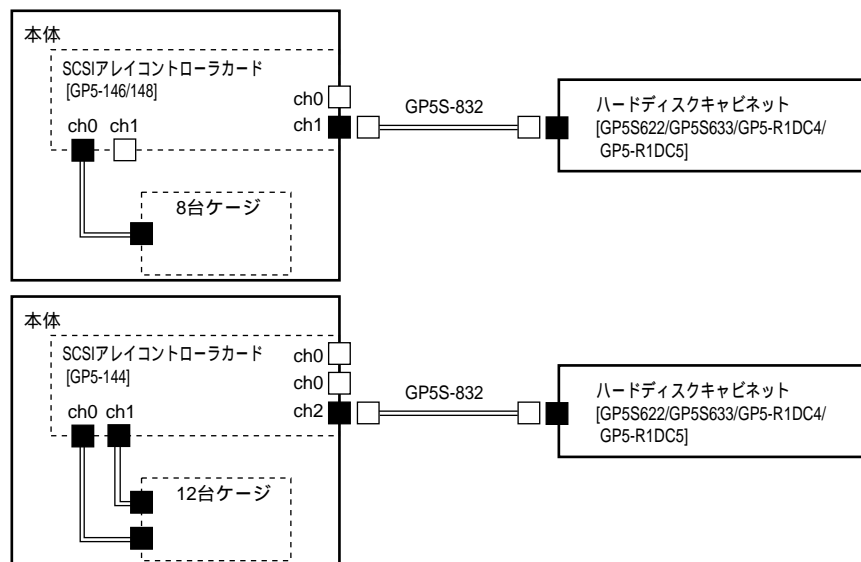 本体
SCSIアレイコントローラカード
[GP5-146/148]
ch0
ch1
ch0 ch1
GP5S-832
ハードディスクキャビネット
[GP5S622/GP5S633/GP5-R1DC4/
GP5-R1DC5]
8台ケージ
本体
SCSIアレイコントローラカード
[GP5-144]
ch0
ch0
ch2
ch0 ch1
GP5S-832
ハードディスクキャビネット
[GP5S622/GP5S633/GP5-R1DC4/
GP5-R1DC5]
12台ケージ